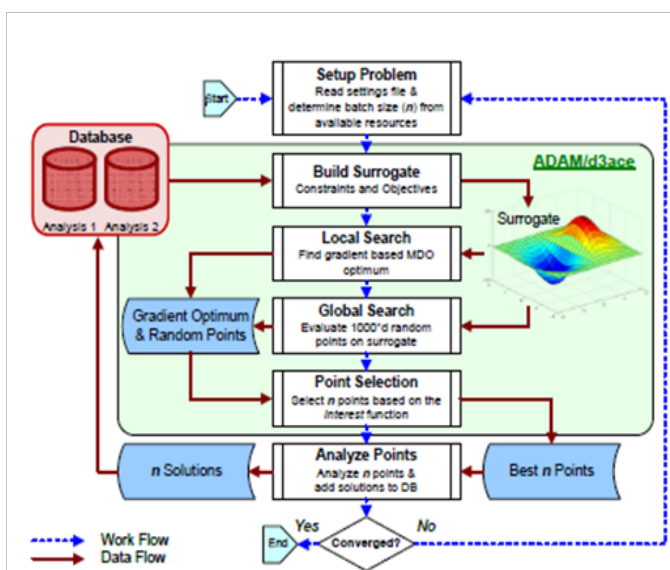 Setup Problem
Read settings file &
determine batch size (n) from
available resources
Start
Database
Analysis 1 Analysis 2
ADAM/d3ace
Build Surrogate
Constraints and Objectives
Surrogate
Local Search
Find gradient based MDO
optimum
Gradient Optimum
& Random Points
Global Search
Evaluate 1000*d random
points on surrogate
Point Selection
Select n points based on the
Interest function
n Solutions
Analyze Points
Analyze n points &
add solutions to DB
Best n Points
Work Flow
Data Flow
End
Yes
Converged?
No